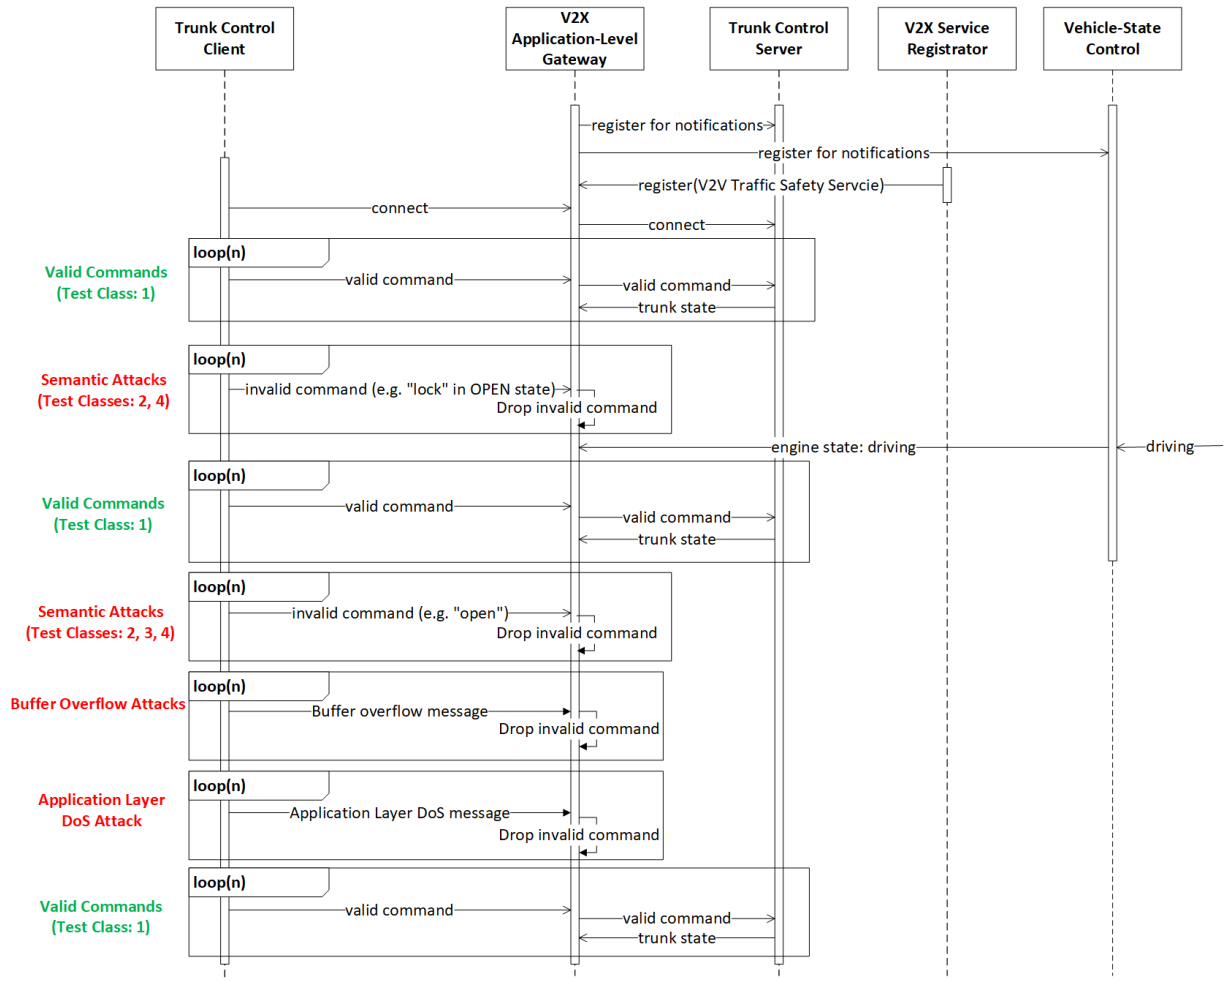 Trunk Control
Client
V2X
Application-Level
Gateway
Trunk Control
Server
V2X Service
Registrator
Vehicle-State
Control
register for notifications
register for notifications
register(V2V Traffic Safety Servcie)
connect
connect
loop(n)
Valid Commands
(Test Class: 1)
valid command
valid command
trunk state
loop(n)
Semantic Attacks
(Test Classes: 2, 4)
invalid command (e.g. "lock" in OPEN state)
Drop invalid command
engine state: driving
driving
loop(n)
Valid Commands
(Test Class: 1)
valid command
valid command
trunk state
loop(n)
Semantic Attacks
(Test Classes: 2, 3, 4)
invalid command (e.g. "open")
Drop invalid command
loop(n)
Buffer Overflow Attacks
Buffer overflow message
Drop invalid command
loop(n)
Application Layer
DoS Attack
Application Layer DoS message
Drop invalid command
loop(n)
Valid Commands
(Test Class: 1)
valid command
valid command
trunk state